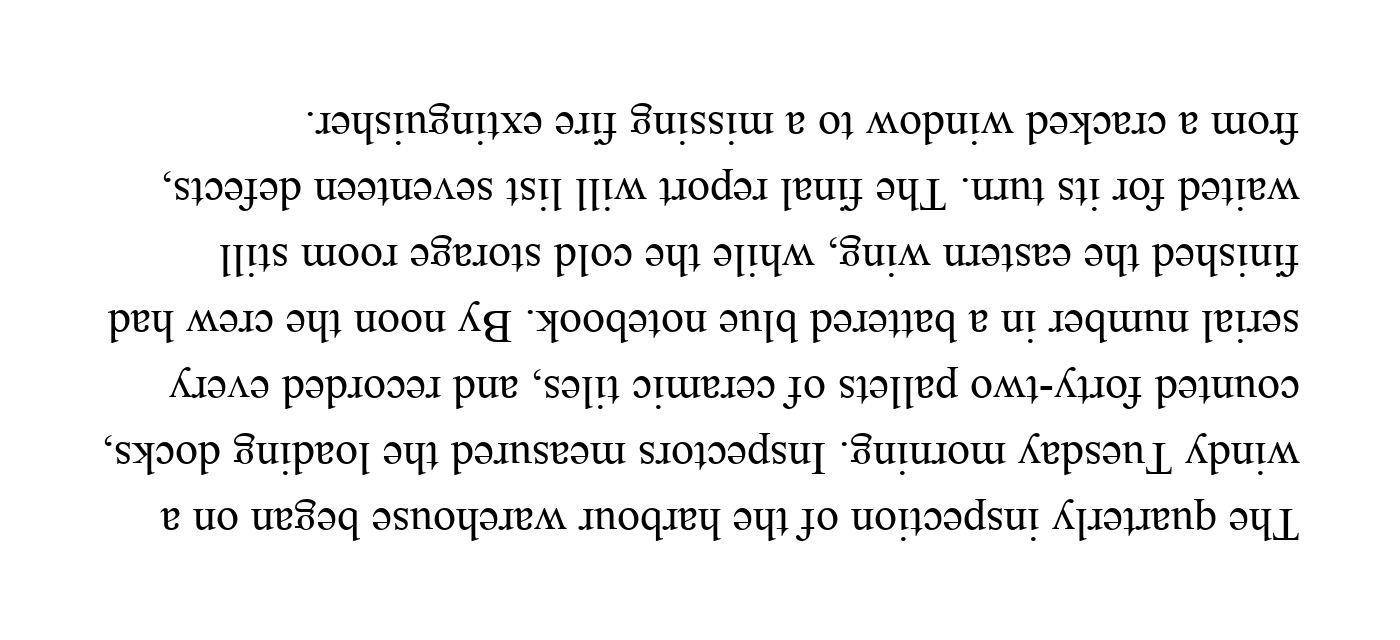 The quarterly inspection of the harbour warehouse began on a
windy Tuesday morning. Inspectors measured the loading docks,
counted forty-two pallets of ceramic tiles, and recorded every
serial number in a battered blue notebook. By noon the crew had
finished the eastern wing, while the cold storage room still
waited for its turn. The final report will list seventeen defects,
from a cracked window to a missing fire extinguisher.